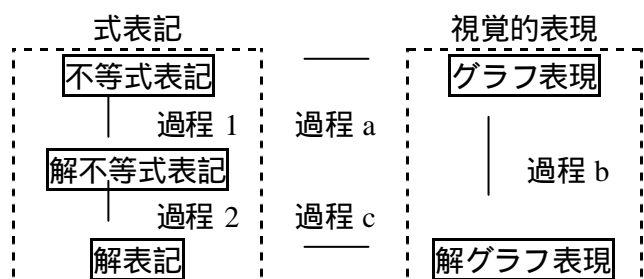 式表記 視覚的表現
不等式表記 グラフ表現
過程 1 過程 a
過程 b
解不等式表記
過程 2 過程 c
解表記 解グラフ表現